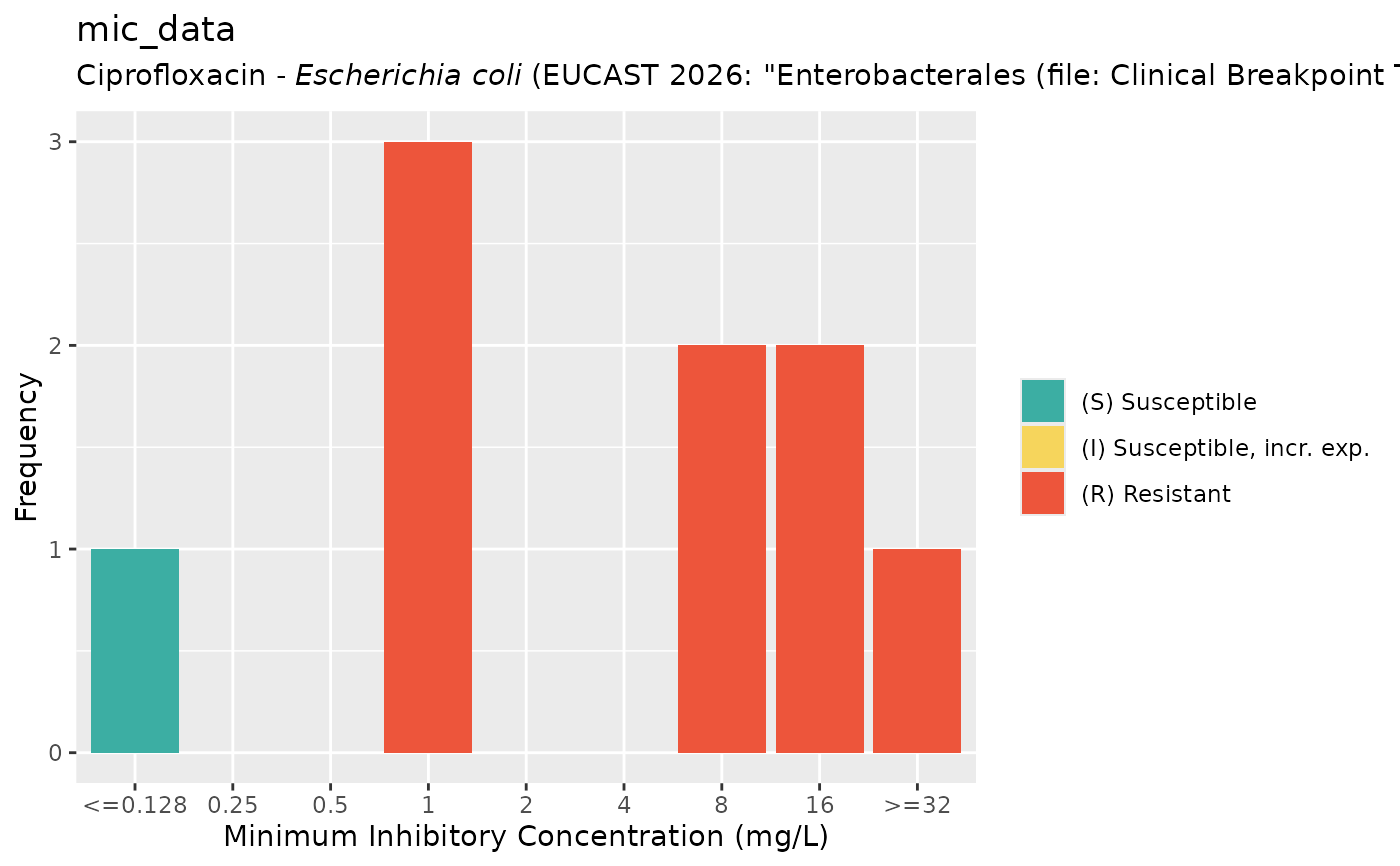 mic_data
Ciprofloxacin - Escherichia coli (EUCAST 2026: "Enterobacterales (file: Clinical Breakpoint T
3
2
1
0
Frequency
<=0.128 0.25 0.5 1 2 4 8 16 >=32
Minimum Inhibitory Concentration (mg/L)
(S) Susceptible
(I) Susceptible, incr. exp.
(R) Resistant